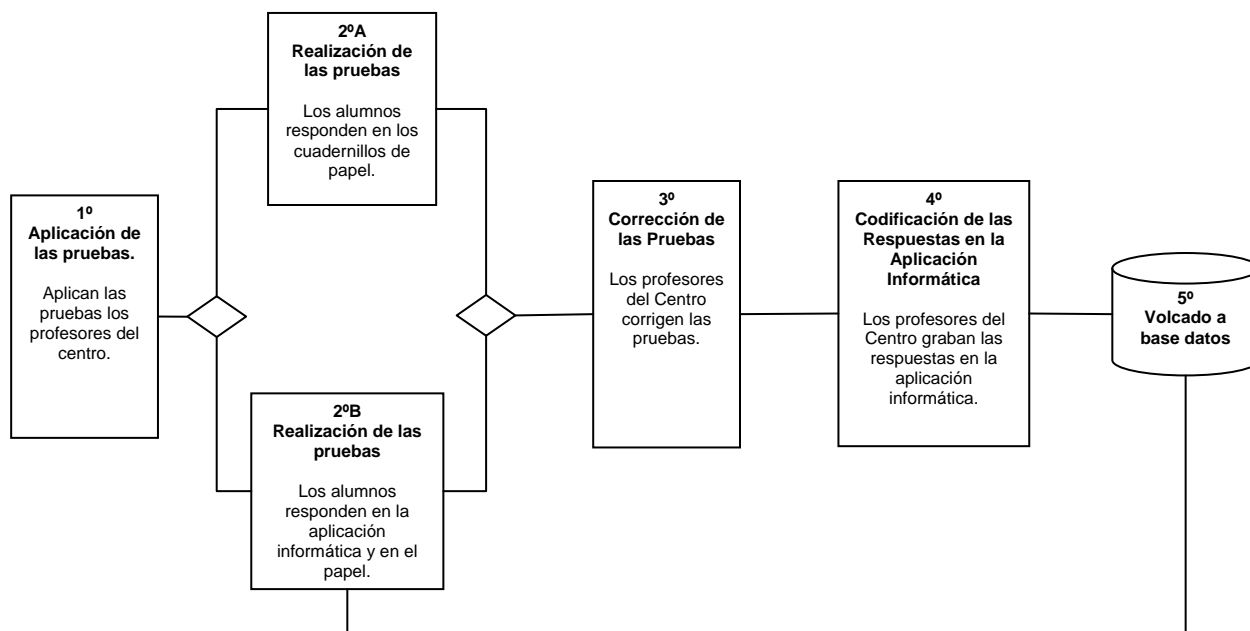 1º
Aplicación de
las pruebas.
Aplican las
pruebas los
profesores del
centro.
2ºA
Realización de
las pruebas
Los alumnos
responden en los
cuadernillos de
papel.
2ºB
Realización de las
pruebas
Los alumnos
responden en la
aplicación
informática y en el
papel.
3º
Corrección de
las Pruebas
Los profesores
del Centro
corrigen las
pruebas.
4º
Codificación de las
Respuestas en la
Aplicación
Informática
Los profesores del
Centro graban las
respuestas en la
aplicación
informática.
5º
Volcado a
base datos